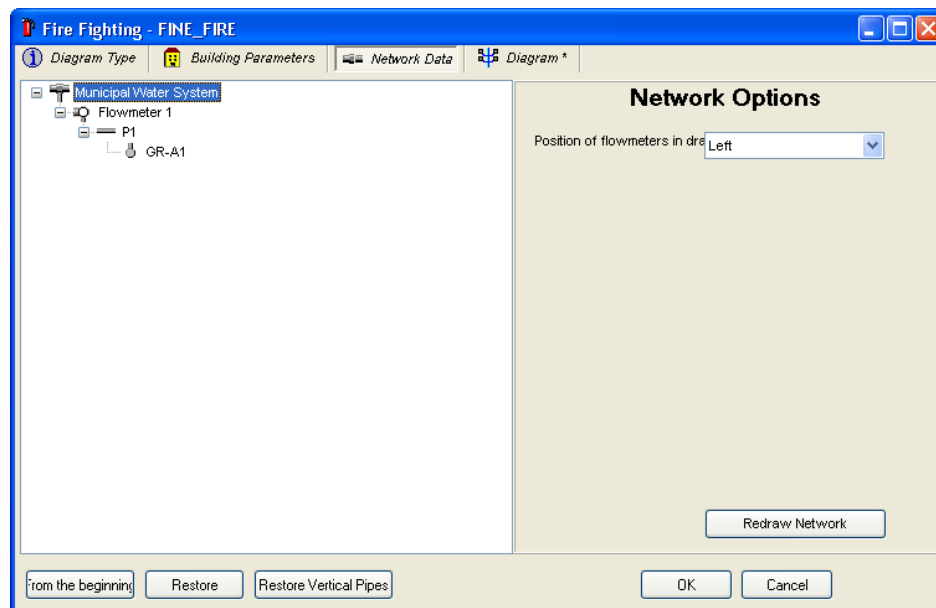 Fire Fighting - FINE_FIRE
Diagram Type Building Parameters Network Data Diagram *
Municipal Water System
Flowmeter 1
P1
GR-A1
Network Options
Position of flowmeters in dra Left
Redraw Network
From the beginning Restore Restore Vertical Pipes OK Cancel